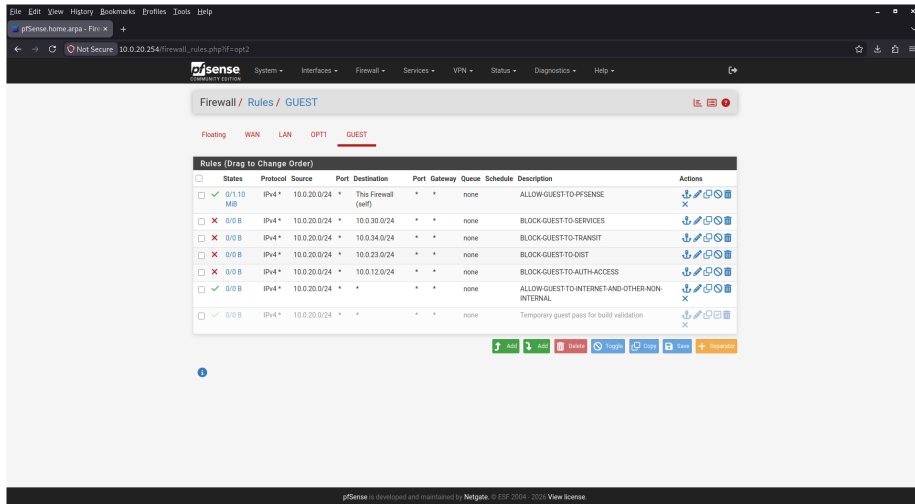 File Edit View History Bookmarks Profiles Tools Help
pfSense.home.arpa - Fire × +
Not Secure 10.0.20.254/firewall_rules.php?if=opt2
pfsense COMMUNITY EDITION System Interfaces Firewall Services VPN Status Diagnostics Help
Firewall / Rules / GUEST
Floating WAN LAN OPT1 GUEST
Rules (Drag to Change Order)
States Protocol Source Port Destination Port Gateway Queue Schedule Description Actions
0/1.10 MiB IPv4 * 10.0.20.0/24 * This Firewall (self) * * none ALLOW-GUEST-TO-PFSENSE
0/0 B IPv4 * 10.0.20.0/24 * 10.0.30.0/24 * * none BLOCK-GUEST-TO-SERVICES
0/0 B IPv4 * 10.0.20.0/24 * 10.0.34.0/24 * * none BLOCK-GUEST-TO-TRANSIT
0/0 B IPv4 * 10.0.20.0/24 * 10.0.23.0/24 * * none BLOCK-GUEST-TO-DIST
0/0 B IPv4 * 10.0.20.0/24 * 10.0.12.0/24 * * none BLOCK-GUEST-TO-AUTH-ACCESS
0/0 B IPv4 * 10.0.20.0/24 * * * * none ALLOW-GUEST-TO-INTERNET-AND-OTHER-NON-INTERNAL
0/0 B IPv4 * 10.0.20.0/24 * * * * none Temporary guest pass for build validation
Add Add Delete Toggle Copy Save Separator
pfSense is developed and maintained by Netgate. © ESF 2004 - 2026 View license.